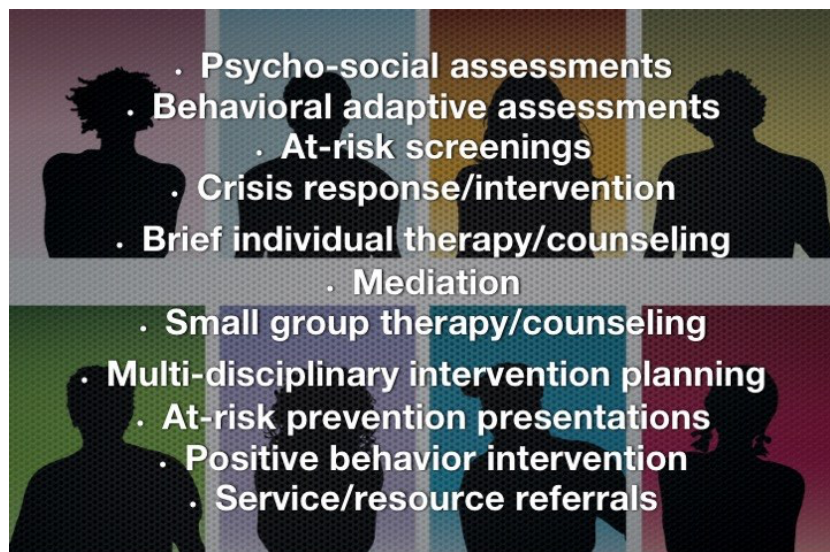 · Psycho-social assessments
· Behavioral adaptive assessments
· At-risk screenings
· Crisis response/intervention
· Brief individual therapy/counseling
· Mediation
· Small group therapy/counseling
· Multi-disciplinary intervention planning
· At-risk prevention presentations
· Positive behavior intervention
· Service/resource referrals